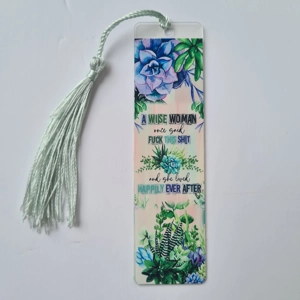 A WISE WOMAN
once said
FUCK THIS SHIT
and she lived
HAPPILY EVER AFTER